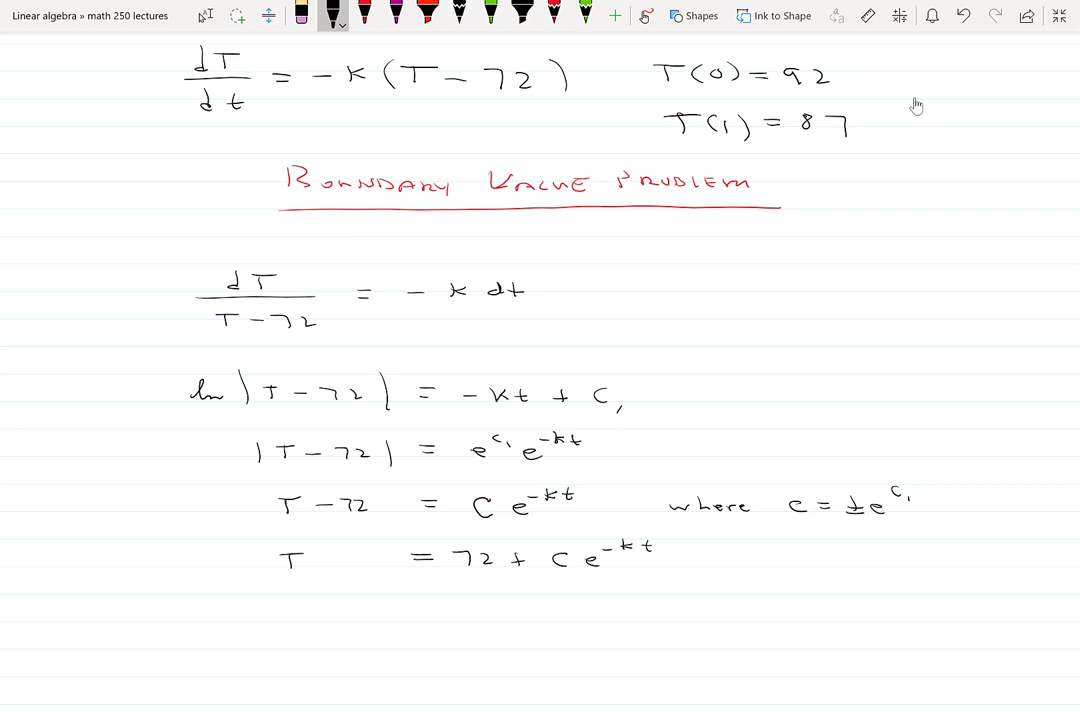 Linear algebra » math 250 lectures Shapes Ink to Shape
dT/dt = -k(T - 72) T(0) = 92
T(1) = 87
BOUNDARY VALUE PROBLEM
dT/(T - 72) = - k dt
ln |T - 72| = - kt + C₁
|T - 72| = e^{C₁} e^{-kt}
T - 72 = C e^{-kt} where c = ±e^{C₁}
T = 72 + C e^{-kt}